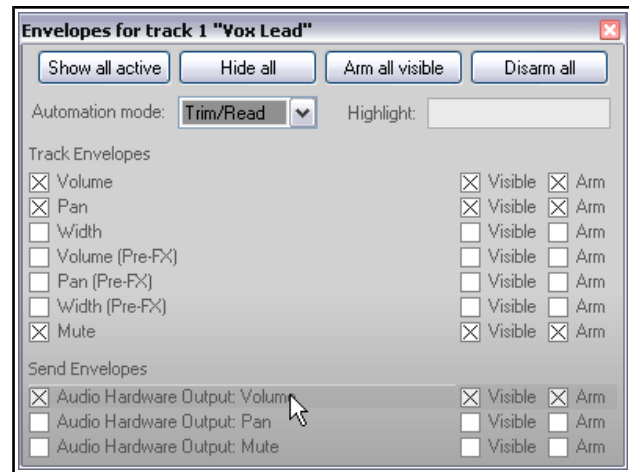 Envelopes for track 1 "Vox Lead"
Show all active Hide all Arm all visible Disarm all
Automation mode: Trim/Read Highlight:
Track Envelopes
Volume Visible Arm
Pan Visible Arm
Width Visible Arm
Volume (Pre-FX) Visible Arm
Pan (Pre-FX) Visible Arm
Width (Pre-FX) Visible Arm
Mute Visible Arm
Send Envelopes
Audio Hardware Output: Volume Visible Arm
Audio Hardware Output: Pan Visible Arm
Audio Hardware Output: Mute Visible Arm